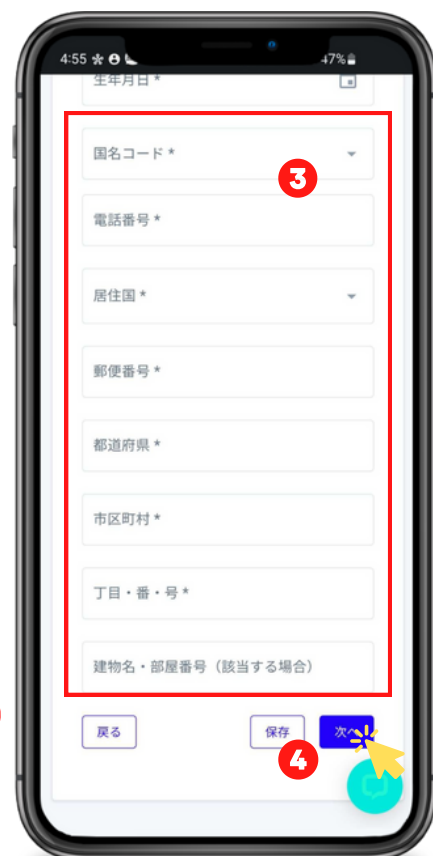 4:55
47%
生年月日 *
国名コード *
3
電話番号 *
居住国 *
郵便番号 *
都道府県 *
市区町村 *
丁目・番・号 *
建物名・部屋番号（該当する場合）
戻る
保存
次へ
4